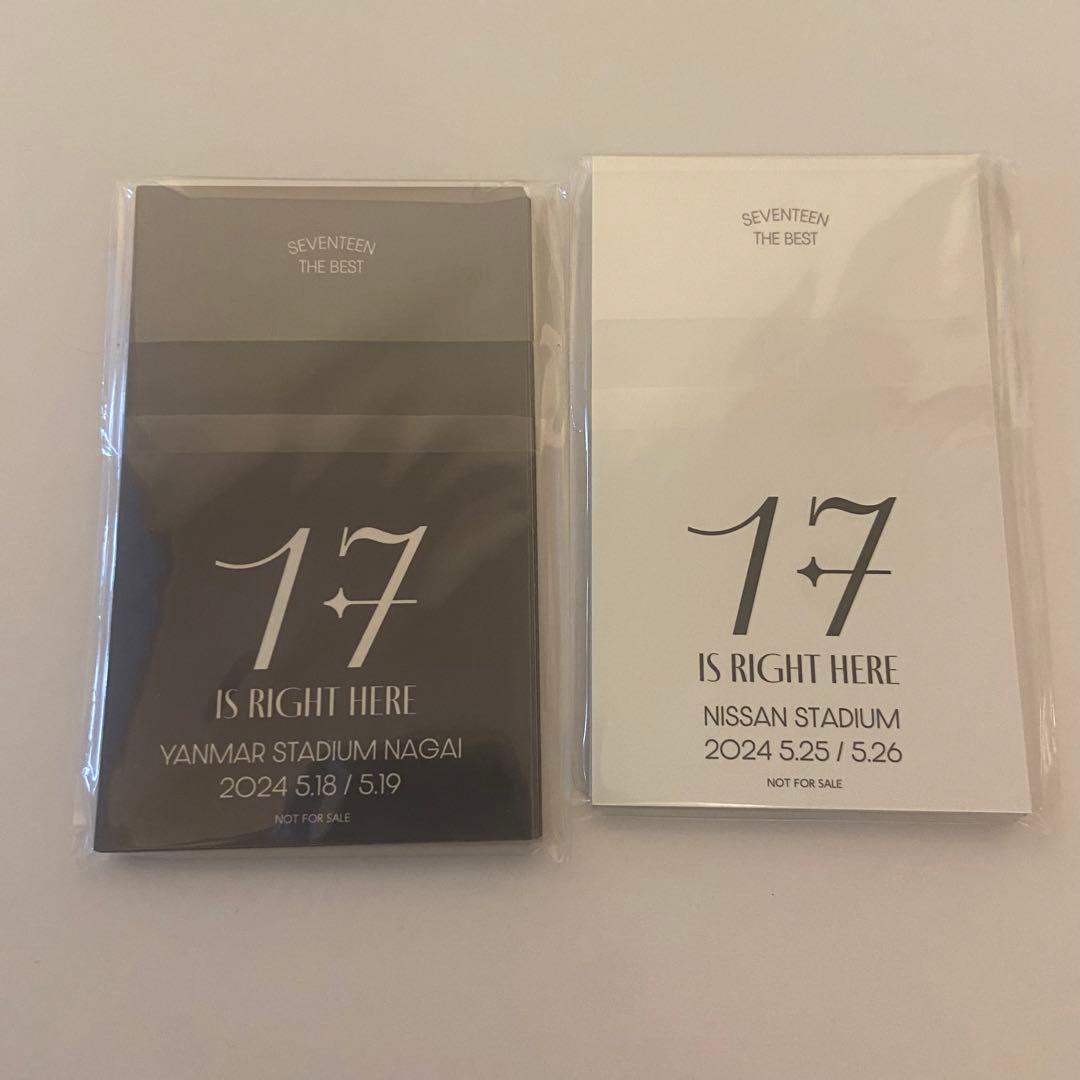 SEVENTEEN
THE BEST
17
IS RIGHT HERE
YANMAR STADIUM NAGAI
2024 5.18 / 5.19
NOT FOR SALE
SEVENTEEN
THE BEST
17
IS RIGHT HERE
NISSAN STADIUM
2024 5.25 / 5.26
NOT FOR SALE